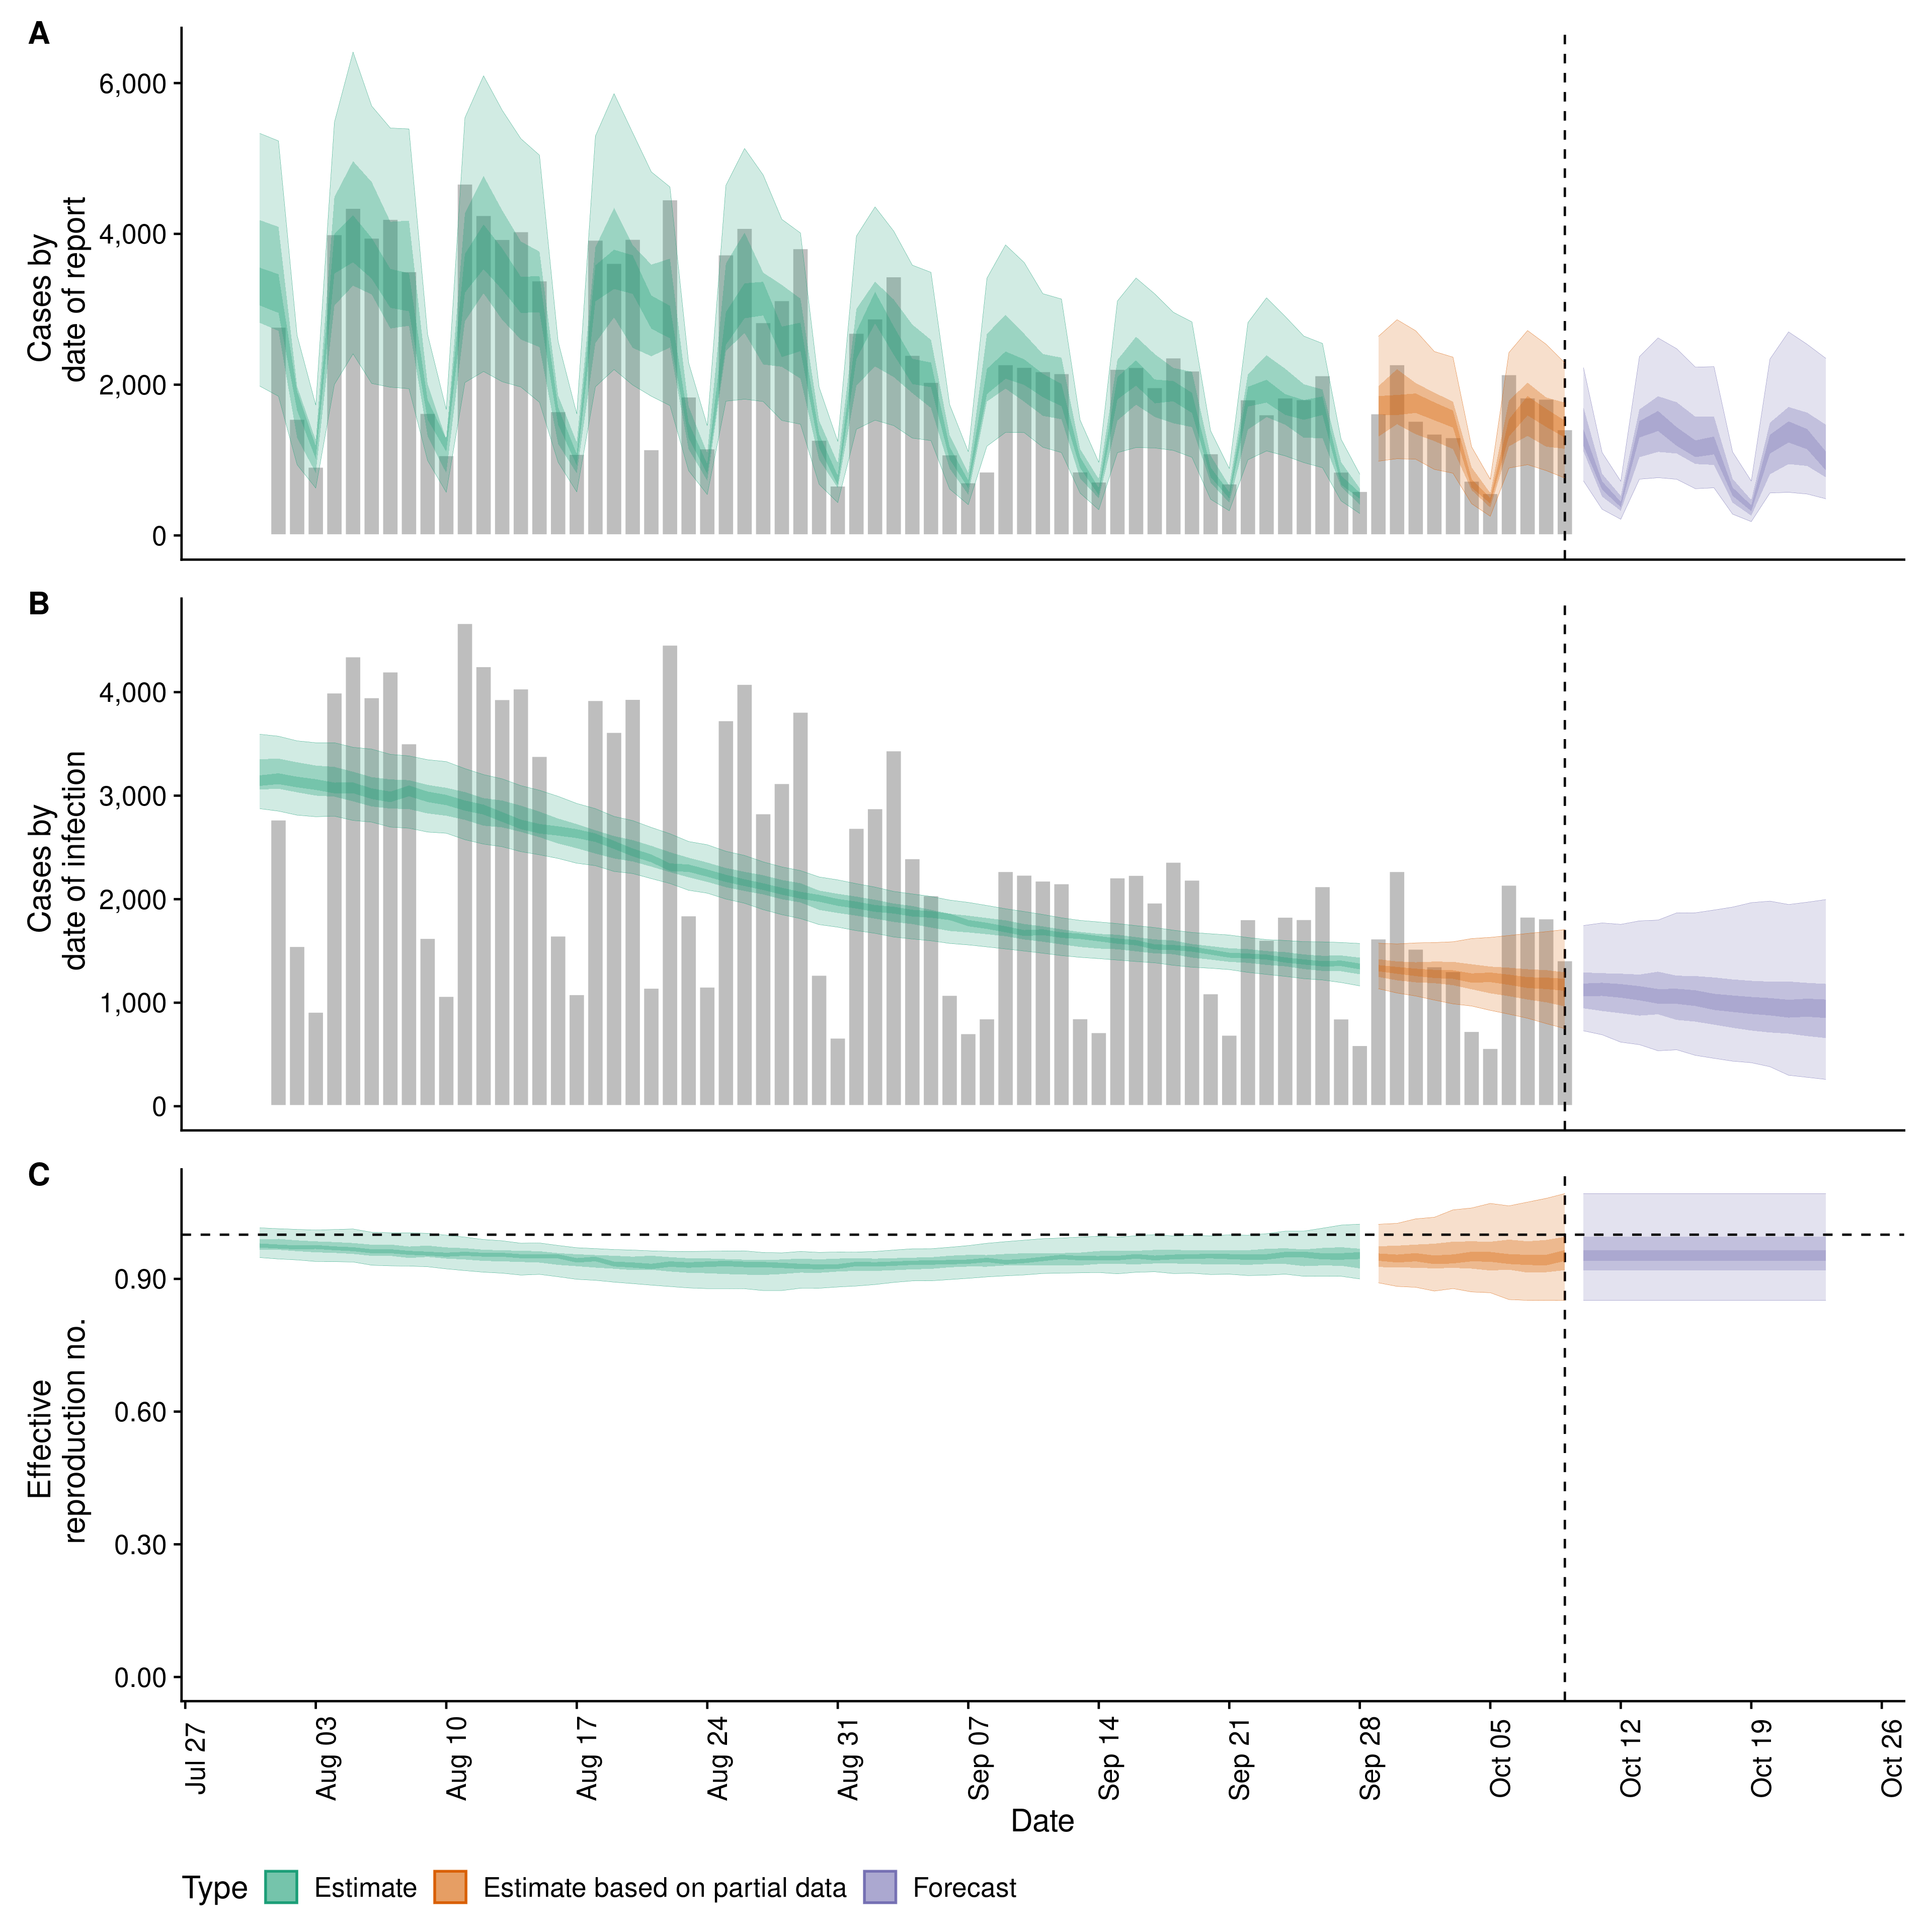 A
Cases by
date of report
6,000
4,000
2,000
0
B
Cases by
date of infection
4,000
3,000
2,000
1,000
0
C
Effective
reproduction no.
0.90
0.60
0.30
0.00
Jul 27
Aug 03
Aug 10
Aug 17
Aug 24
Aug 31
Sep 07
Sep 14
Sep 21
Sep 28
Oct 05
Oct 12
Oct 19
Oct 26
Date
Type Estimate Estimate based on partial data Forecast